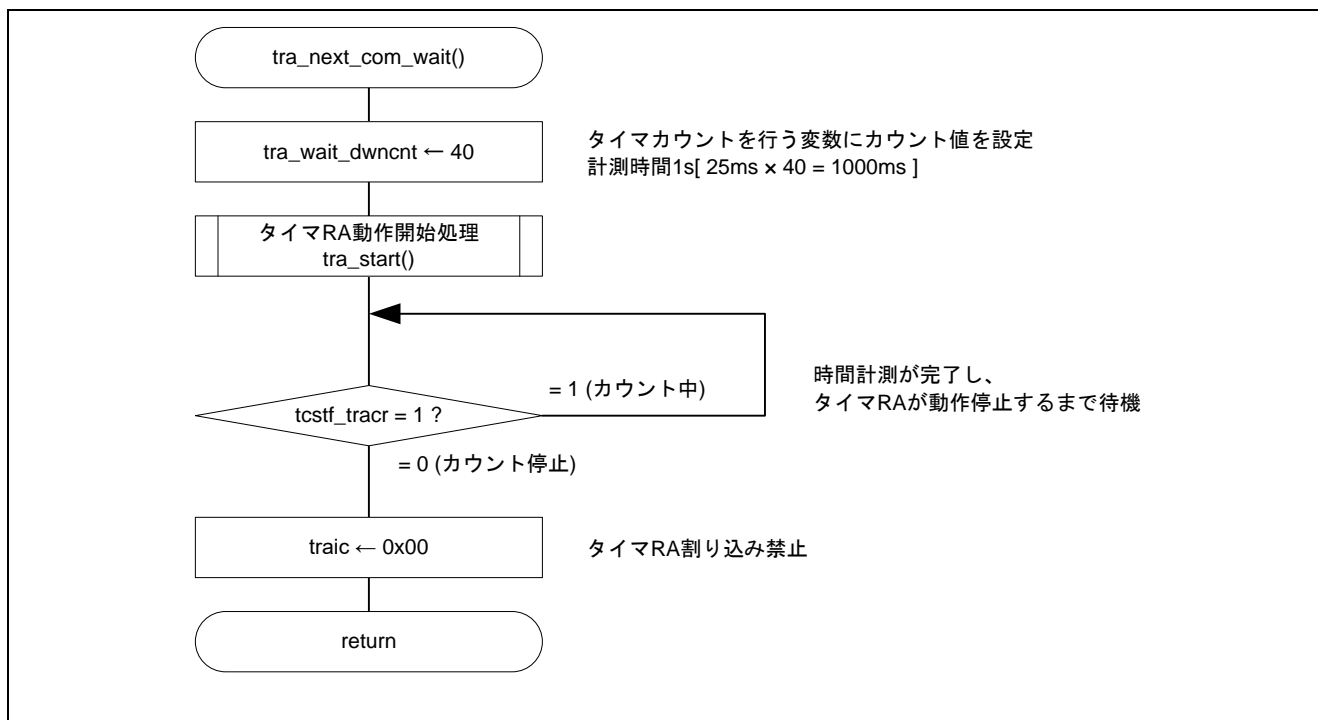 tra_next_com_wait()
tra_wait_dwncnt ← 40
タイマカウントを行う変数にカウント値を設定
計測時間1s[ 25ms × 40 = 1000ms ]
タイマRA動作開始処理
tra_start()
= 1 (カウント中)
tcstf_tracr = 1 ?
時間計測が完了し、
タイマRAが動作停止するまで待機
= 0 (カウント停止)
traic ← 0x00
タイマRA割り込み禁止
return